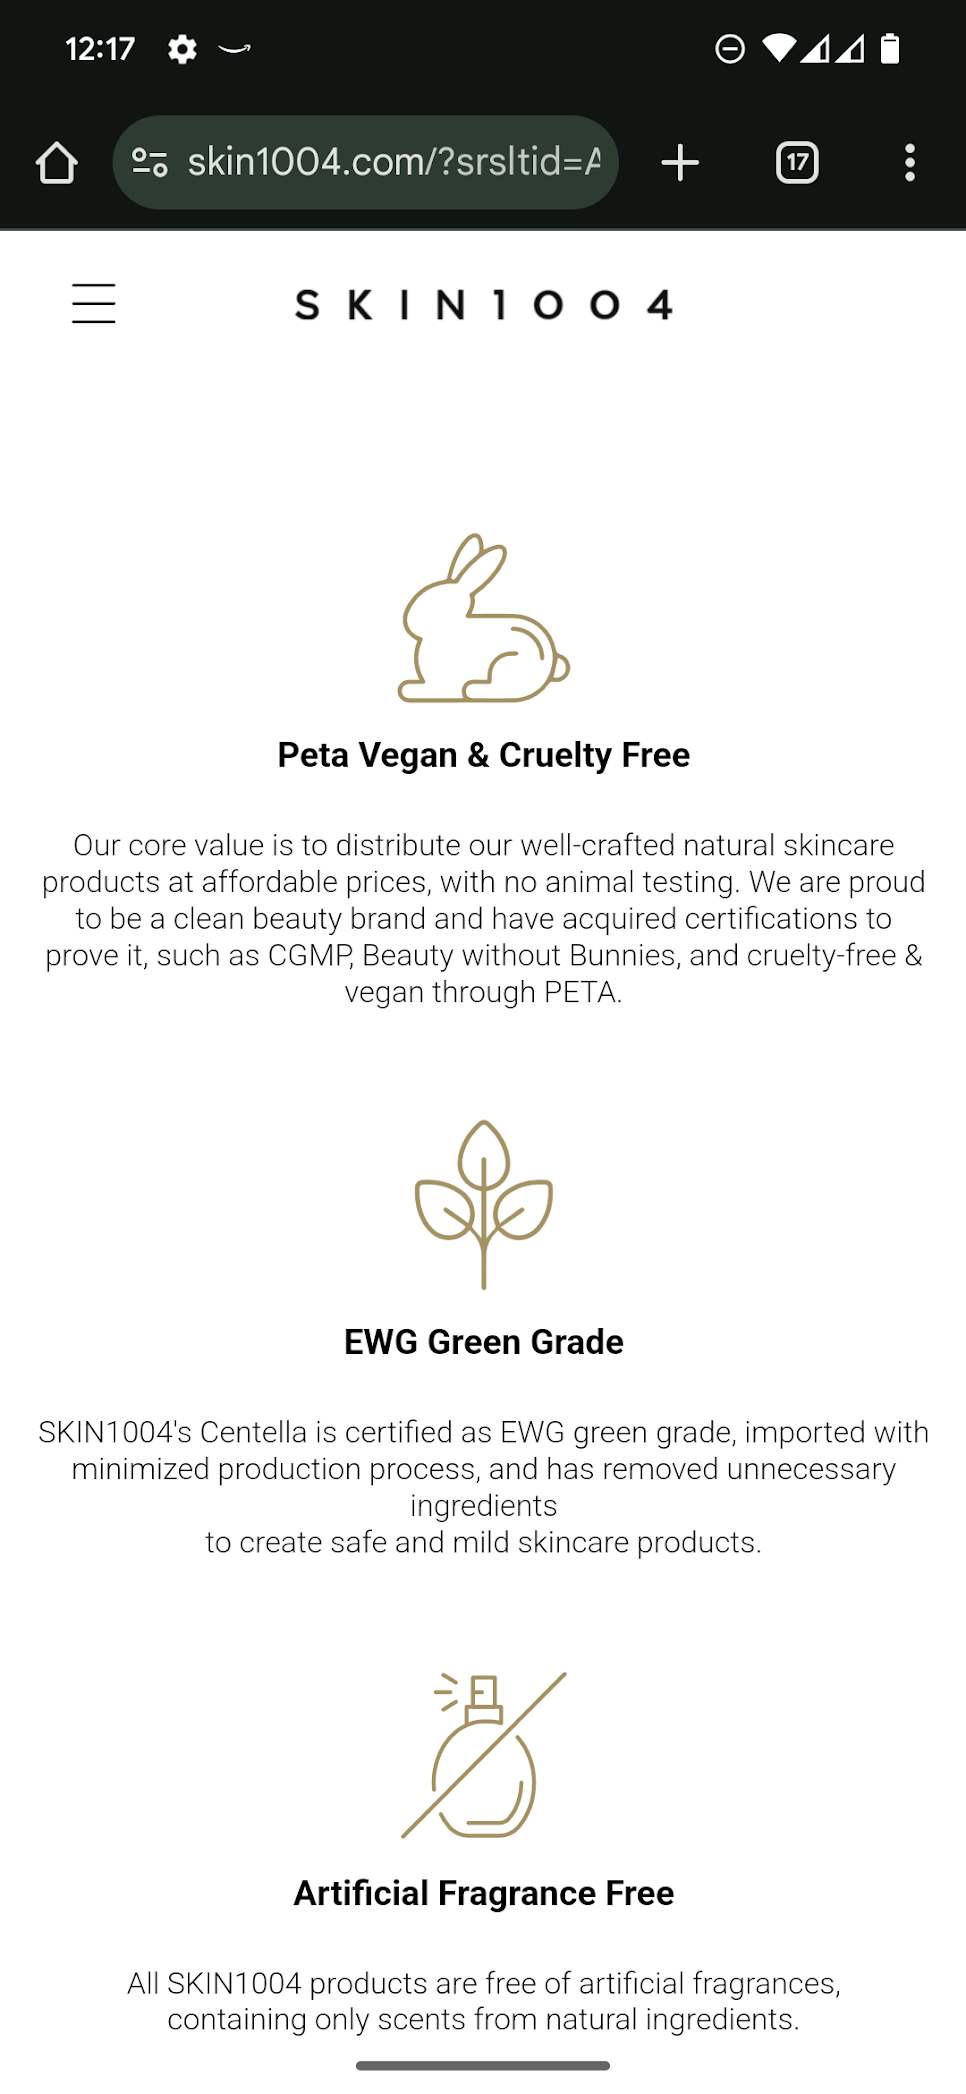 12:17
skin1004.com/?srsltid=A
17
SKIN1004
Peta Vegan & Cruelty Free
Our core value is to distribute our well-crafted natural skincare
products at affordable prices, with no animal testing. We are proud
to be a clean beauty brand and have acquired certifications to
prove it, such as CGMP, Beauty without Bunnies, and cruelty-free &
vegan through PETA.
EWG Green Grade
SKIN1004's Centella is certified as EWG green grade, imported with
minimized production process, and has removed unnecessary
ingredients
to create safe and mild skincare products.
Artificial Fragrance Free
All SKIN1004 products are free of artificial fragrances,
containing only scents from natural ingredients.